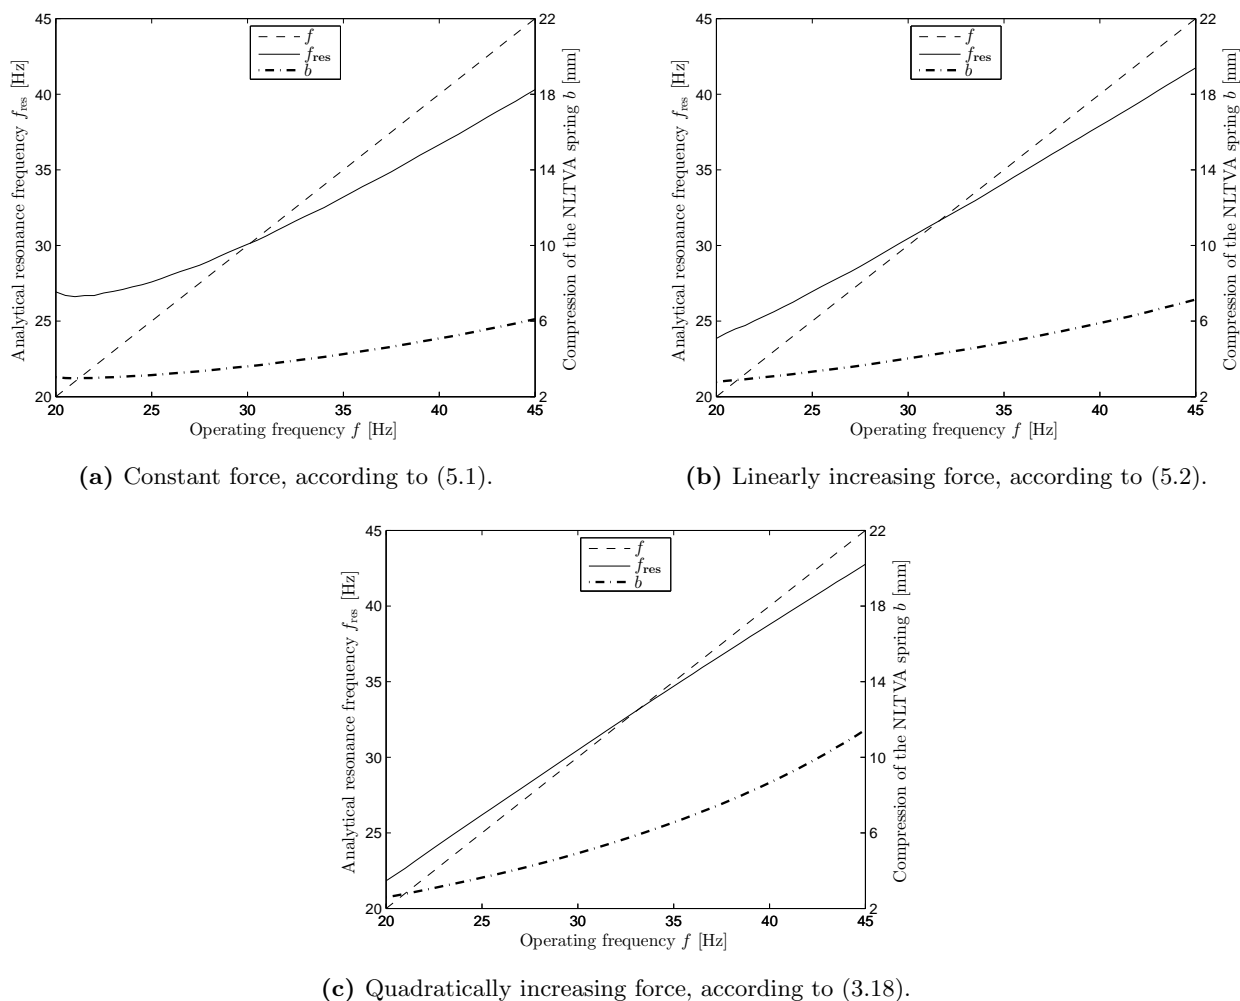 45
40
35
30
25
20
Analytical resonance frequency f_res [Hz]
f
f_res
b
22
18
14
10
6
2
Compression of the NLTVA spring b [mm]
20 25 30 35 40 45
Operating frequency f [Hz]
(a) Constant force, according to (5.1).
45
40
35
30
25
20
Analytical resonance frequency f_res [Hz]
f
f_res
b
22
18
14
10
6
2
Compression of the NLTVA spring b [mm]
20 25 30 35 40 45
Operating frequency f [Hz]
(b) Linearly increasing force, according to (5.2).
45
40
35
30
25
20
Analytical resonance frequency f_res [Hz]
f
f_res
b
22
18
14
10
6
2
Compression of the NLTVA spring b [mm]
20 25 30 35 40 45
Operating frequency f [Hz]
(c) Quadratically increasing force, according to (3.18).